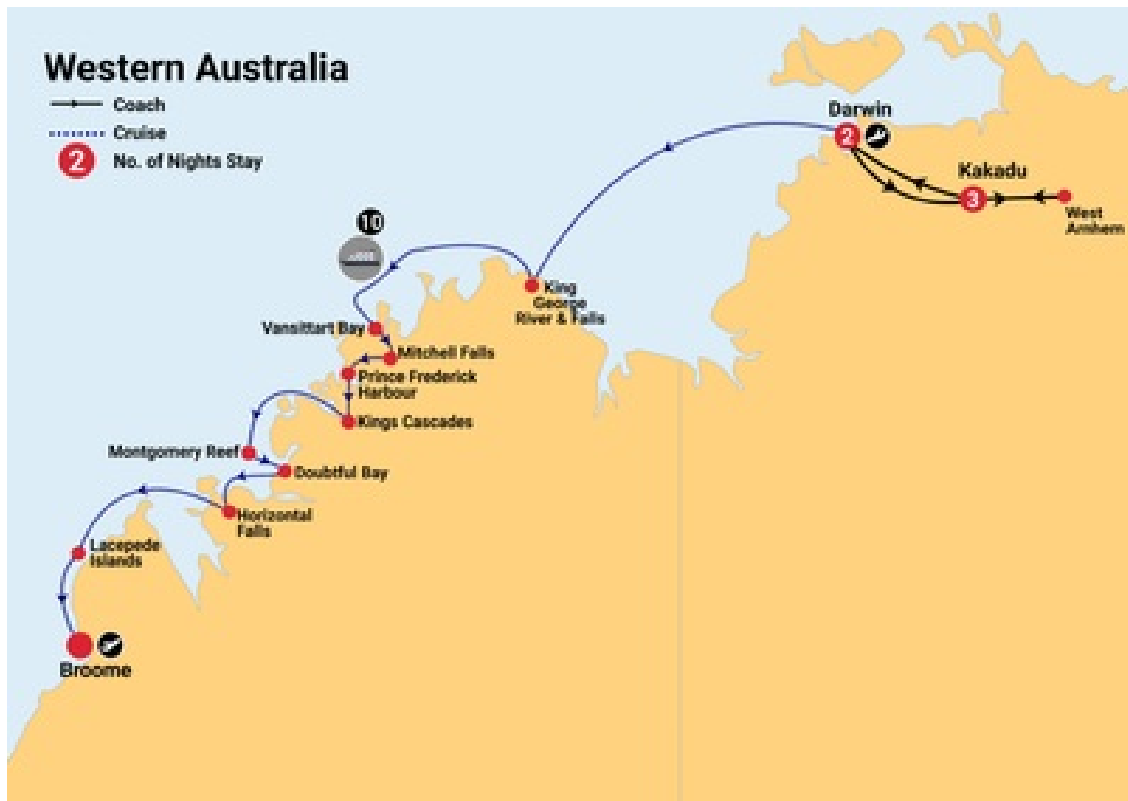 Western Australia
Coach
Cruise
2
No. of Nights Stay
Darwin
2
Kakadu
3
West
Arnhem
10
King
George
River & Falls
Vansittart Bay
Mitchell Falls
Prince Frederick
Harbour
Kings Cascades
Montgomery Reef
Doubtful Bay
Horizontal
Falls
Lacepede
Islands
Broome